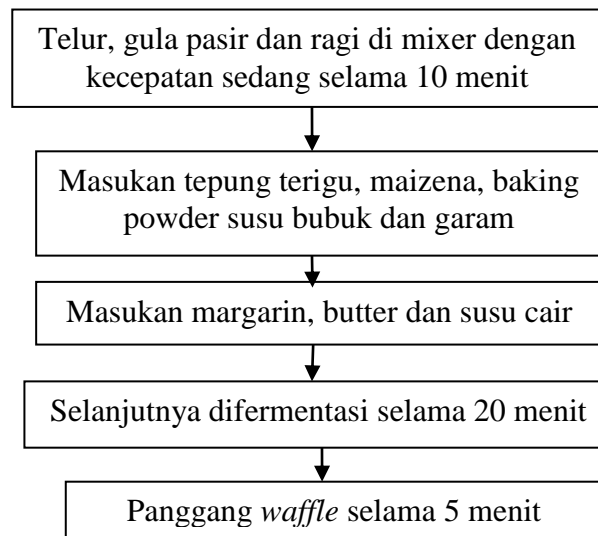 Telur, gula pasir dan ragi di mixer dengan
kecepatan sedang selama 10 menit
Masukan tepung terigu, maizena, baking
powder susu bubuk dan garam
Masukan margarin, butter dan susu cair
Selanjutnya difermentasi selama 20 menit
Panggang waffle selama 5 menit